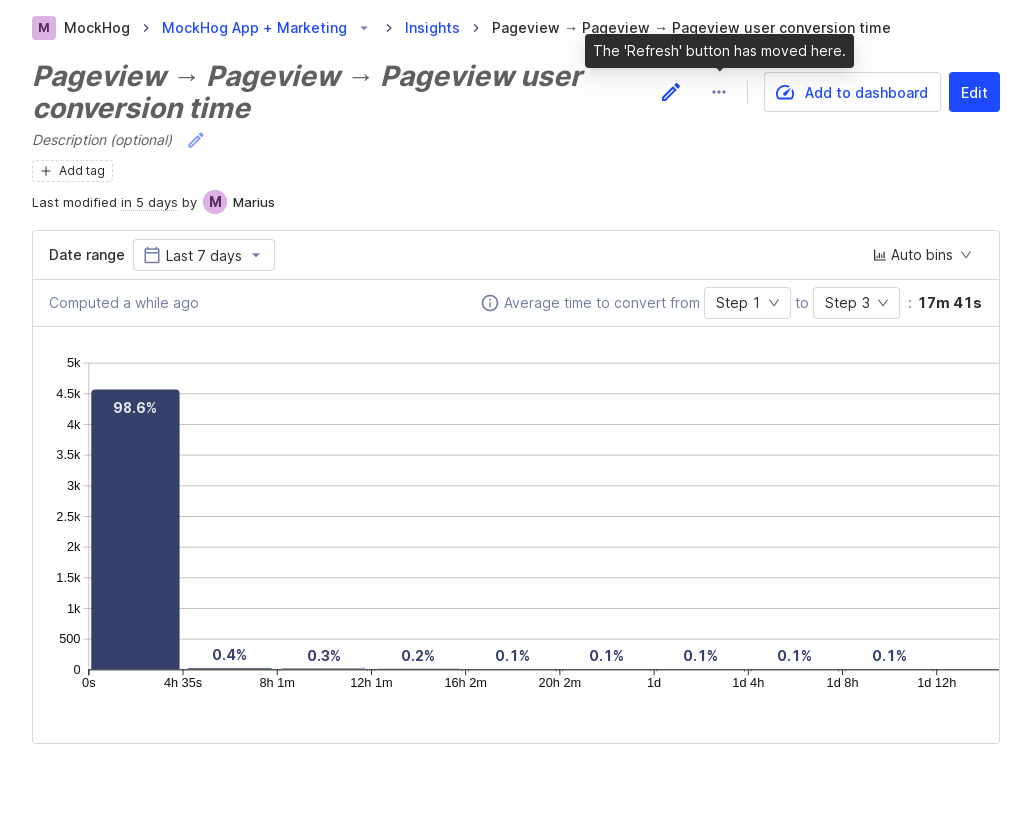 M MockHog > MockHog App + Marketing > Insights > Pageview → Pageview → Pageview user conversion time
The 'Refresh' button has moved here.
Pageview → Pageview → Pageview user
conversion time
Add to dashboard
Edit
Description (optional)
+ Add tag
Last modified in 5 days by M Marius
Date range Last 7 days Auto bins
Computed a while ago Average time to convert from Step 1 to Step 3 : 17m 41s
5k
4.5k
98.6%
4k
3.5k
3k
2.5k
2k
1.5k
1k
500
0.4% 0.3% 0.2% 0.1% 0.1% 0.1% 0.1% 0.1%
0
0s 4h 35s 8h 1m 12h 1m 16h 2m 20h 2m 1d 1d 4h 1d 8h 1d 12h